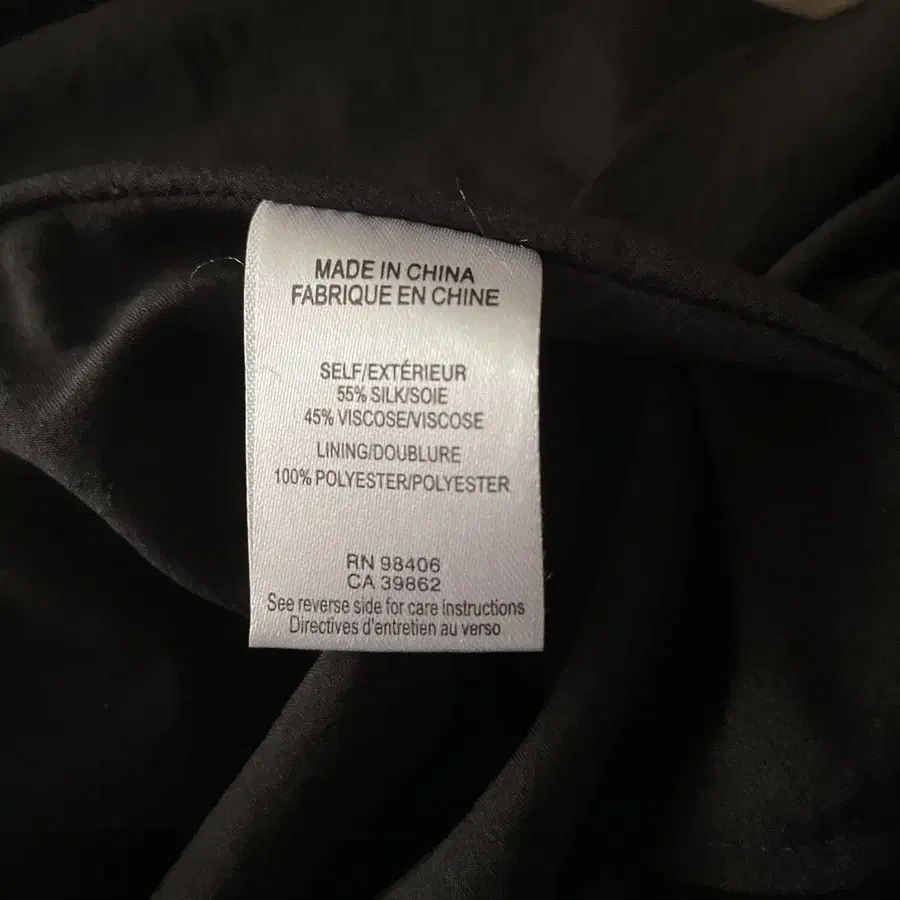 MADE IN CHINA
FABRIQUE EN CHINE
SELF/EXTÉRIEUR
55% SILK/SOIE
45% VISCOSE/VISCOSE
LINING/DOUBLURE
100% POLYESTER/POLYESTER
RN 98406
CA 39862
See reverse side for care instructions
Directives d'entretien au verso